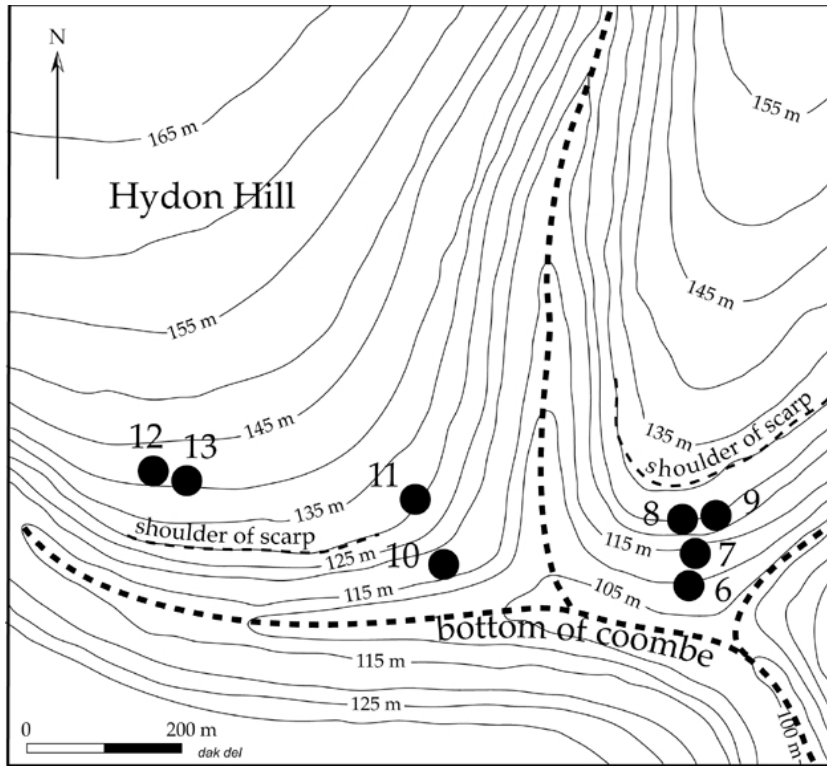 N
165 m
155 m
Hydon Hill
145 m
155 m
135 m
shoulder of scarp
12
13
145 m
11
8
9
135 m
shoulder of scarp
125 m
10
115 m
7
115 m
105 m
6
bottom of coombe
115 m
125 m
100 m
0
200 m
dak del